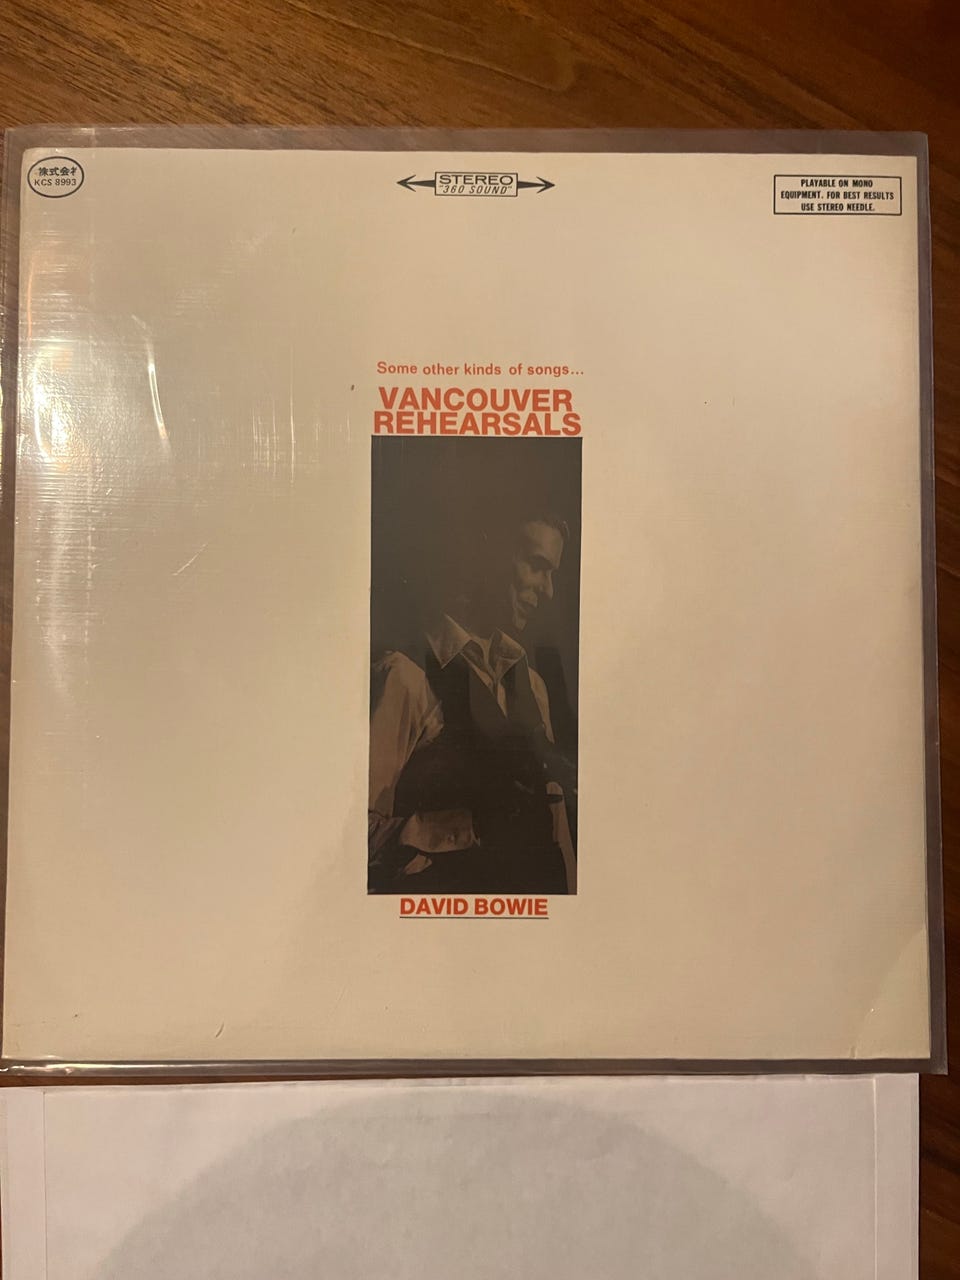 株式会社
KCS 8993
STEREO
"360 SOUND"
PLAYABLE ON MONO
EQUIPMENT. FOR BEST RESULTS
USE STEREO NEEDLE.
Some other kinds of songs...
VANCOUVER
REHEARSALS
DAVID BOWIE